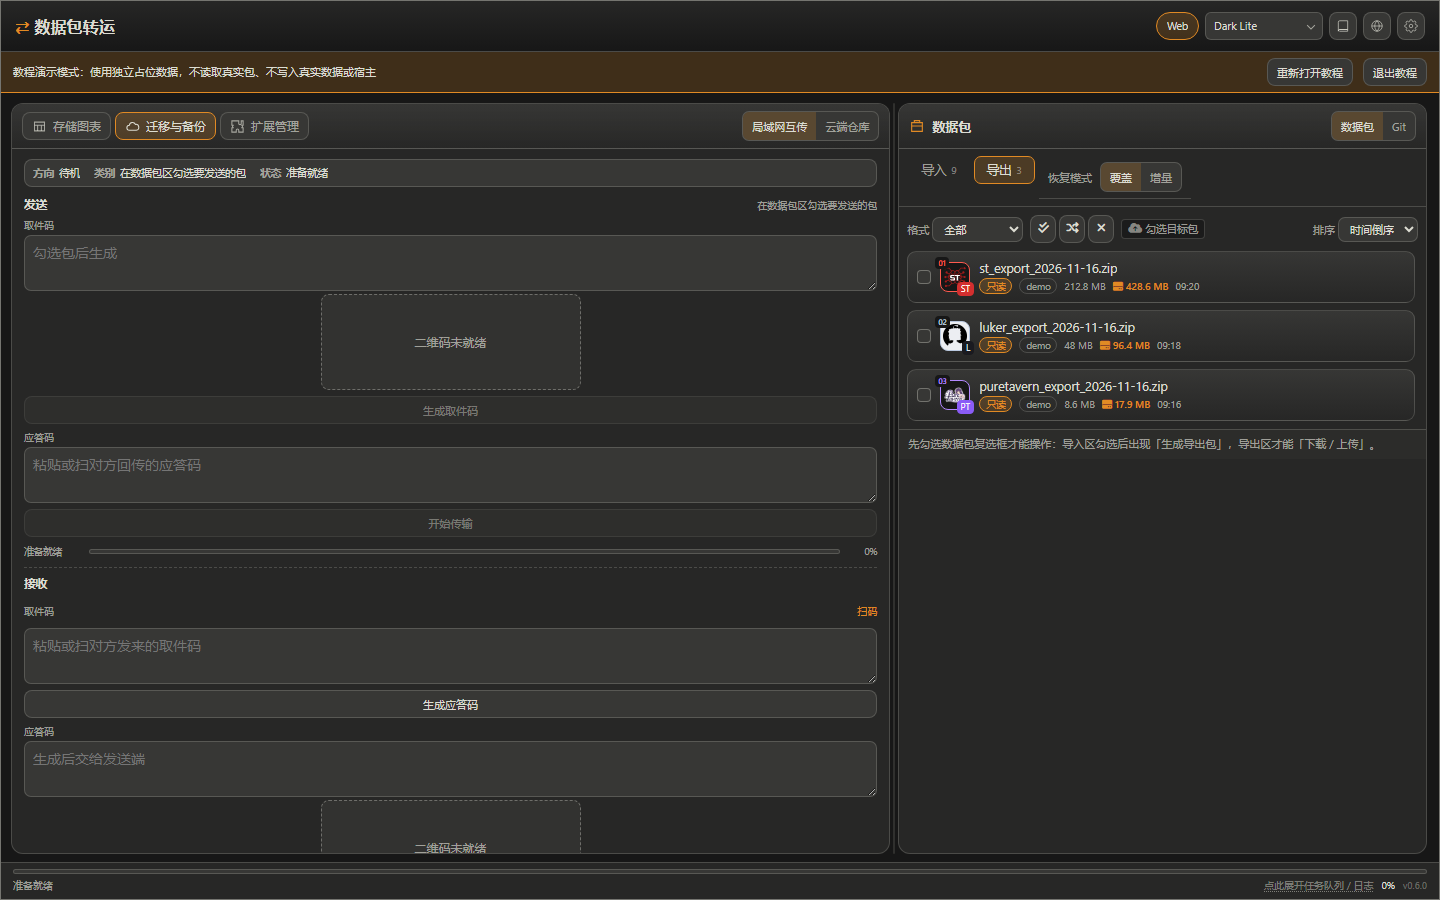 数据包转运
Web
Dark Lite
教程演示模式：使用独立占位数据，不读取真实包、不写入真实数据或宿主
重新打开教程
退出教程
存储图表
迁移与备份
扩展管理
局域网互传
云端仓库
方向 待机 类别 在数据包区勾选要发送的包 状态 准备就绪
发送
在数据包区勾选要发送的包
取件码
勾选包后生成
二维码未就绪
生成取件码
应答码
粘贴或扫对方回传的应答码
开始传输
准备就绪
0%
接收
取件码
扫码
粘贴或扫对方发来的取件码
生成应答码
应答码
生成后交给发送端
二维码未就绪
数据包
数据包
Git
导入 9
导出 3
恢复模式
覆盖
增量
格式
全部
勾选目标包
排序
时间倒序
01
ST
ST
st_export_2026-11-16.zip
只读 demo 212.8 MB 428.6 MB 09:20
02
L
luker_export_2026-11-16.zip
只读 demo 48 MB 96.4 MB 09:18
03
PT
puretavern_export_2026-11-16.zip
只读 demo 8.6 MB 17.9 MB 09:16
先勾选数据包复选框才能操作：导入区勾选后出现「生成导出包」，导出区才能「下载 / 上传」。
准备就绪
点此展开任务队列 / 日志
0%
v0.6.0